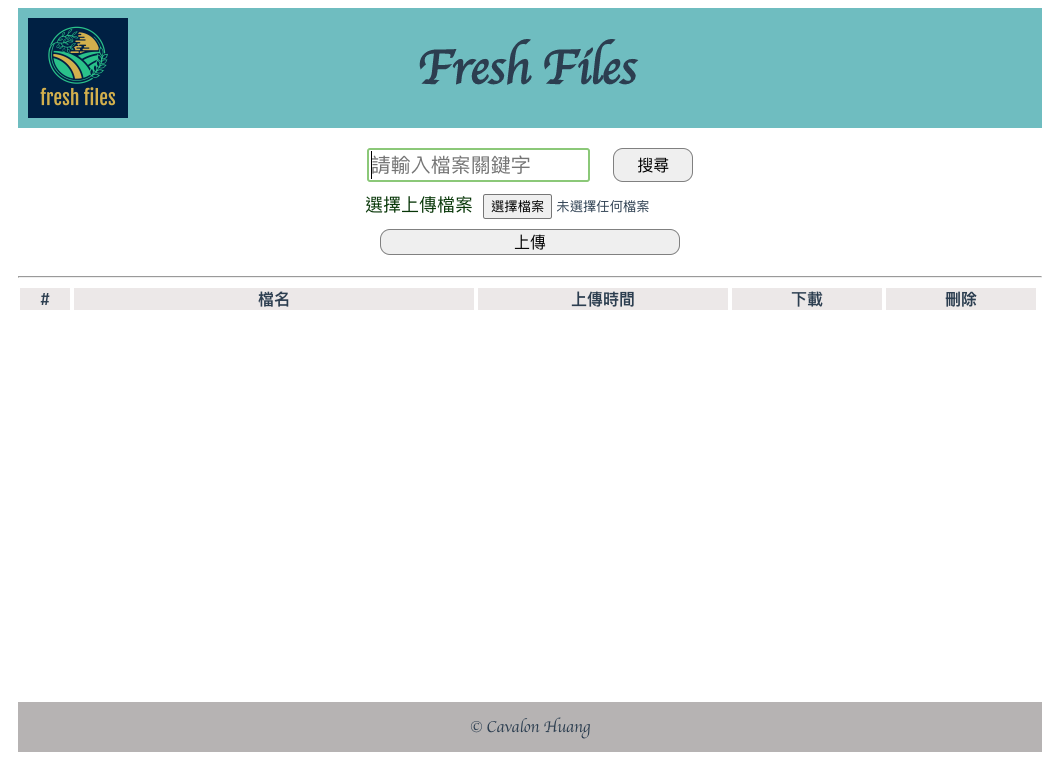 fresh files
Fresh Files
請輸入檔案關鍵字 搜尋
選擇上傳檔案 選擇檔案 未選擇任何檔案
上傳
# 檔名 上傳時間 下載 刪除
© Cavalon Huang